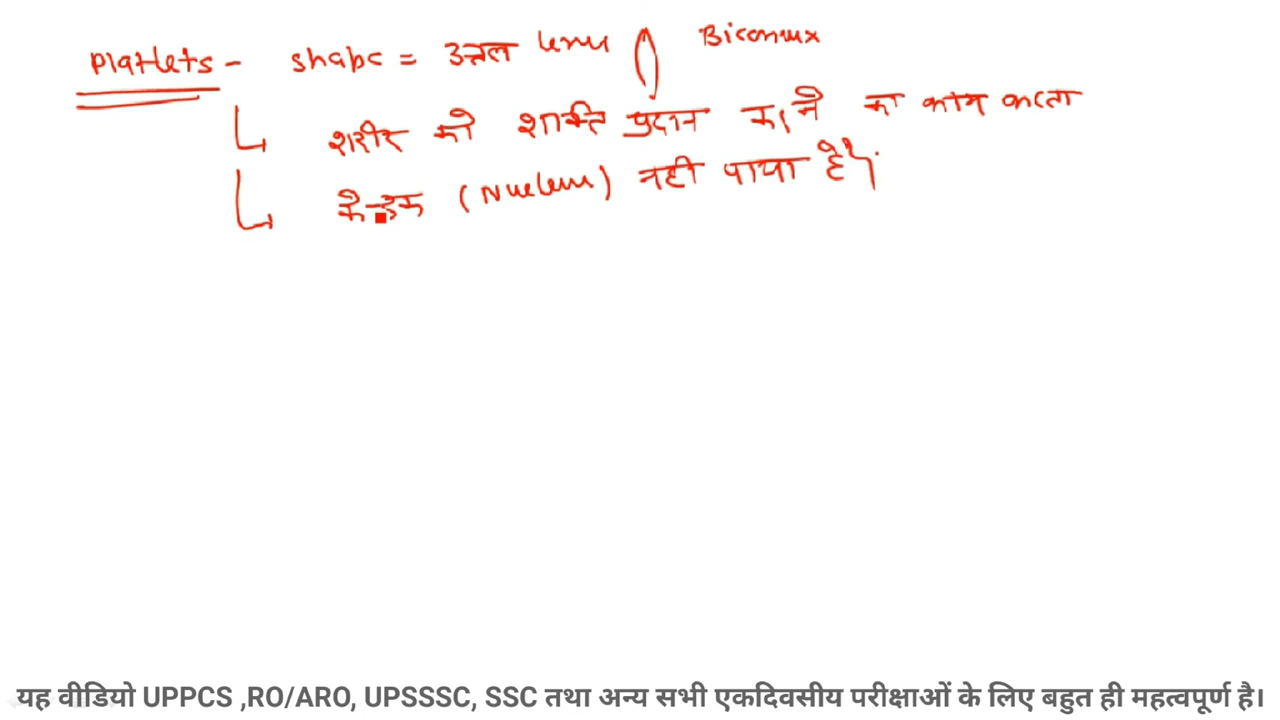 Platlets - shape = उत्तल lens Biconvex
शरीर को शक्ति प्रदान करने का काम करता
केन्द्रक (Nucleus) नही पाया है।
यह वीडियो UPPCS ,RO/ARO, UPSSSC, SSC तथा अन्य सभी एकदिवसीय परीक्षाओं के लिए बहुत ही महत्वपूर्ण है।